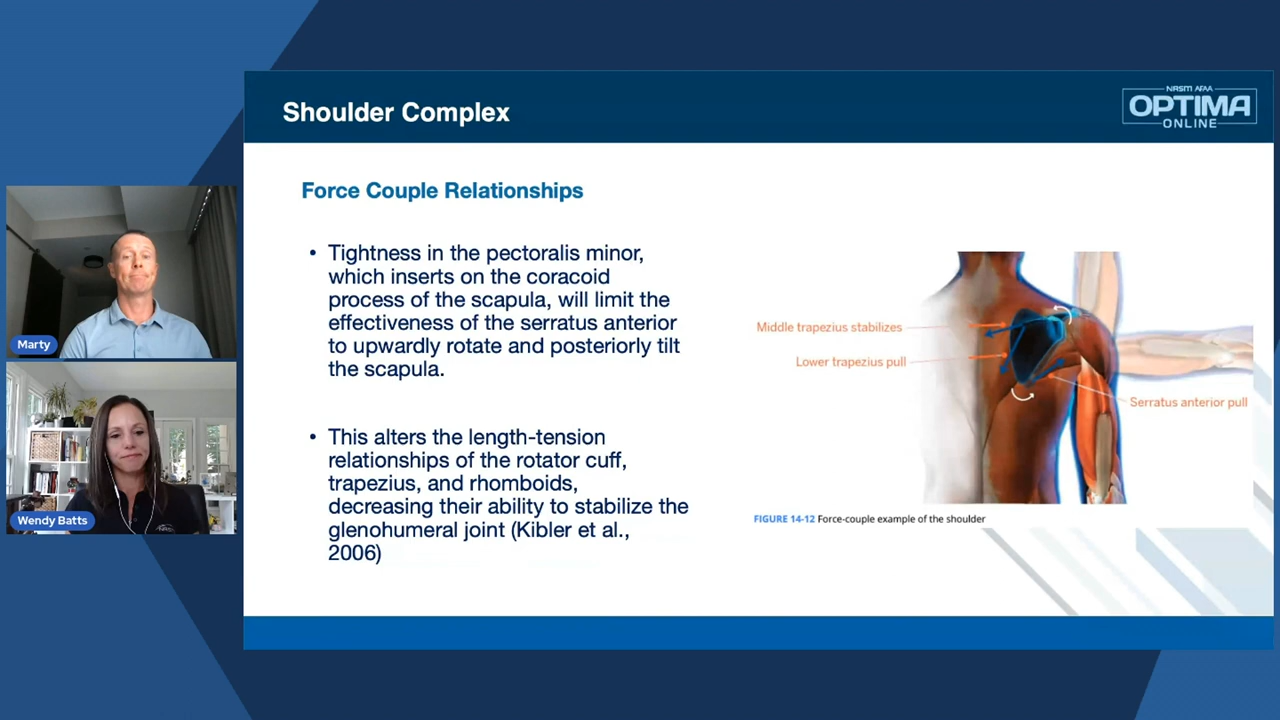 Shoulder Complex
NASM AFAA
OPTIMA
ONLINE
Force Couple Relationships
• Tightness in the pectoralis minor,
which inserts on the coracoid
process of the scapula, will limit the
effectiveness of the serratus anterior
to upwardly rotate and posteriorly tilt
the scapula.
• This alters the length-tension
relationships of the rotator cuff,
trapezius, and rhomboids,
decreasing their ability to stabilize the
glenohumeral joint (Kibler et al.,
2006)
Middle trapezius stabilizes
Lower trapezius pull
Serratus anterior pull
FIGURE 14-12 Force-couple example of the shoulder
Marty
Wendy Batts